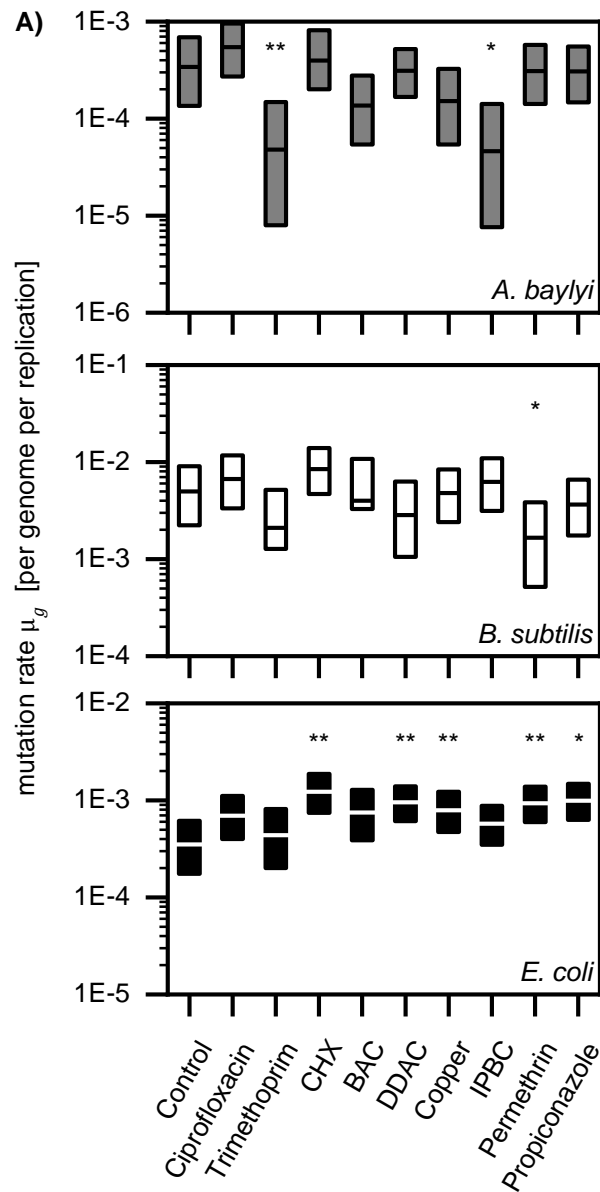 A)
mutation rate μg [per genome per replication]
1E-3
** *
1E-4
1E-5
1E-6
A. baylyi
1E-1
*
1E-2
1E-3
1E-4
B. subtilis
1E-2
** ** ** ** *
1E-3
1E-4
1E-5
E. coli
Control
Ciprofloxacin
Trimethoprim
CHX
BAC
DDAC
Copper
IPBC
Permethrin
Propiconazole